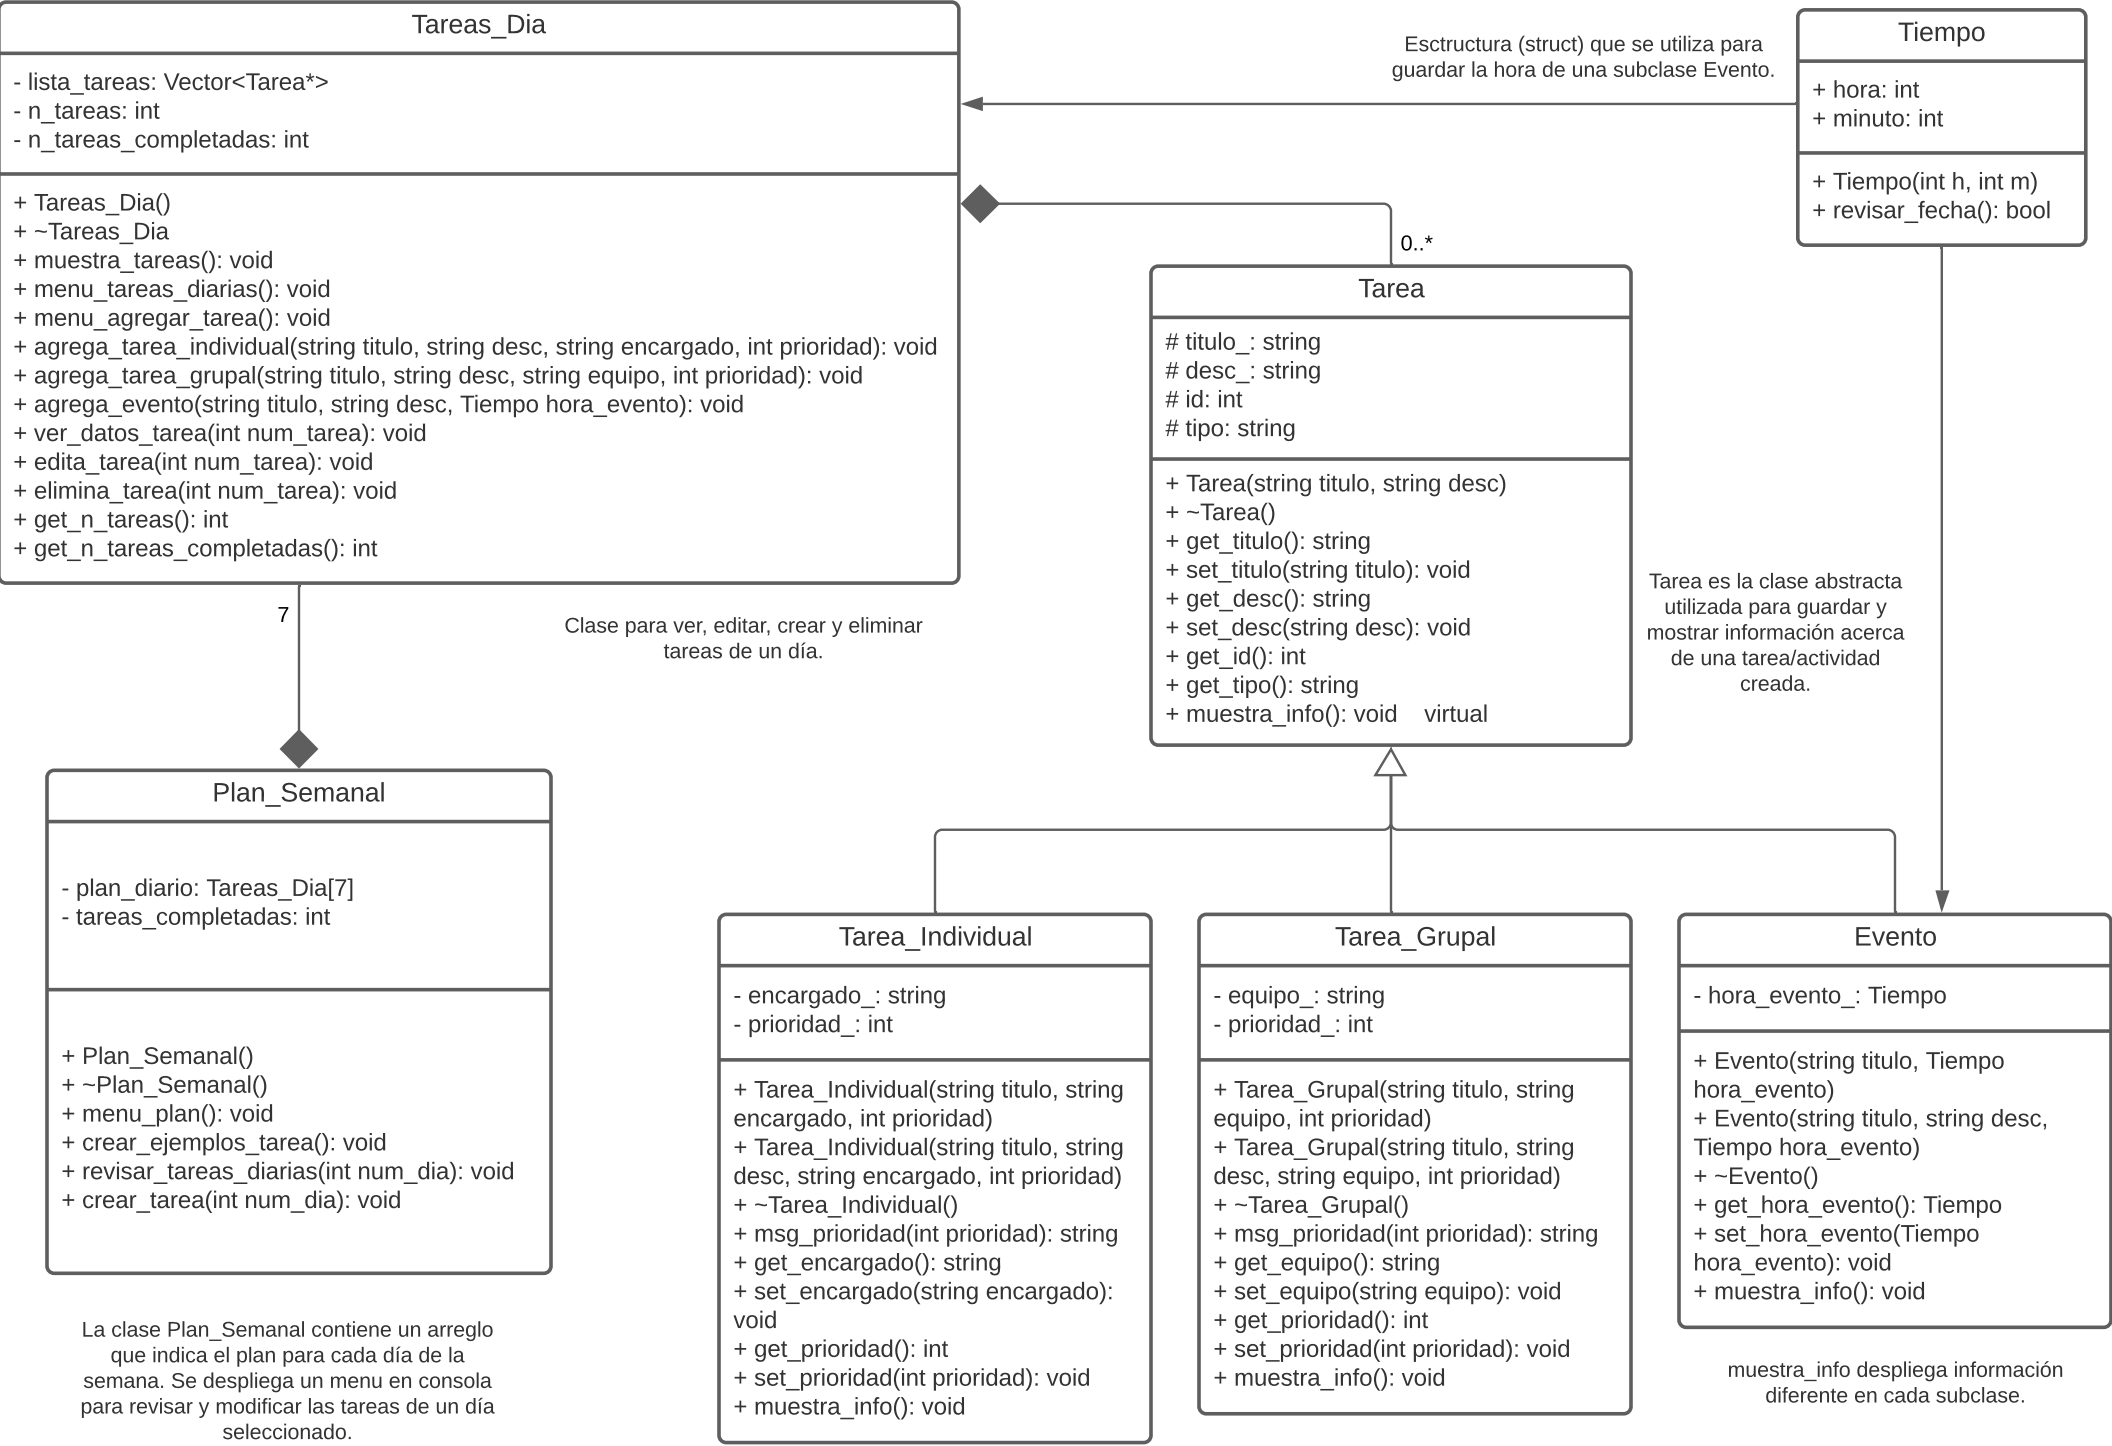 Tareas_Dia
- lista_tareas: Vector<Tarea*>
- n_tareas: int
- n_tareas_completadas: int
+ Tareas_Dia()
+ ~Tareas_Dia
+ muestra_tareas(): void
+ menu_tareas_diarias(): void
+ menu_agregar_tarea(): void
+ agrega_tarea_individual(string titulo, string desc, string encargado, int prioridad): void
+ agrega_tarea_grupal(string titulo, string desc, string equipo, int prioridad): void
+ agrega_evento(string titulo, string desc, Tiempo hora_evento): void
+ ver_datos_tarea(int num_tarea): void
+ edita_tarea(int num_tarea): void
+ elimina_tarea(int num_tarea): void
+ get_n_tareas(): int
+ get_n_tareas_completadas(): int
Esctructura (struct) que se utiliza para
guardar la hora de una subclase Evento.
Tiempo
+ hora: int
+ minuto: int
+ Tiempo(int h, int m)
+ revisar_fecha(): bool
0..*
Tarea
# titulo_: string
# desc_: string
# id: int
# tipo: string
+ Tarea(string titulo, string desc)
+ ~Tarea()
+ get_titulo(): string
+ set_titulo(string titulo): void
+ get_desc(): string
+ set_desc(string desc): void
+ get_id(): int
+ get_tipo(): string
+ muestra_info(): void    virtual
Tarea es la clase abstracta
utilizada para guardar y
mostrar información acerca
de una tarea/actividad
creada.
7
Clase para ver, editar, crear y eliminar
tareas de un día.
Plan_Semanal
- plan_diario: Tareas_Dia[7]
- tareas_completadas: int
+ Plan_Semanal()
+ ~Plan_Semanal()
+ menu_plan(): void
+ crear_ejemplos_tarea(): void
+ revisar_tareas_diarias(int num_dia): void
+ crear_tarea(int num_dia): void
La clase Plan_Semanal contiene un arreglo
que indica el plan para cada día de la
semana. Se despliega un menu en consola
para revisar y modificar las tareas de un día
seleccionado.
Tarea_Individual
- encargado_: string
- prioridad_: int
+ Tarea_Individual(string titulo, string
encargado, int prioridad)
+ Tarea_Individual(string titulo, string
desc, string encargado, int prioridad)
+ ~Tarea_Individual()
+ msg_prioridad(int prioridad): string
+ get_encargado(): string
+ set_encargado(string encargado):
void
+ get_prioridad(): int
+ set_prioridad(int prioridad): void
+ muestra_info(): void
Tarea_Grupal
- equipo_: string
- prioridad_: int
+ Tarea_Grupal(string titulo, string
equipo, int prioridad)
+ Tarea_Grupal(string titulo, string
desc, string equipo, int prioridad)
+ ~Tarea_Grupal()
+ msg_prioridad(int prioridad): string
+ get_equipo(): string
+ set_equipo(string equipo): void
+ get_prioridad(): int
+ set_prioridad(int prioridad): void
+ muestra_info(): void
Evento
- hora_evento_: Tiempo
+ Evento(string titulo, Tiempo
hora_evento)
+ Evento(string titulo, string desc,
Tiempo hora_evento)
+ ~Evento()
+ get_hora_evento(): Tiempo
+ set_hora_evento(Tiempo
hora_evento): void
+ muestra_info(): void
muestra_info despliega información
diferente en cada subclase.